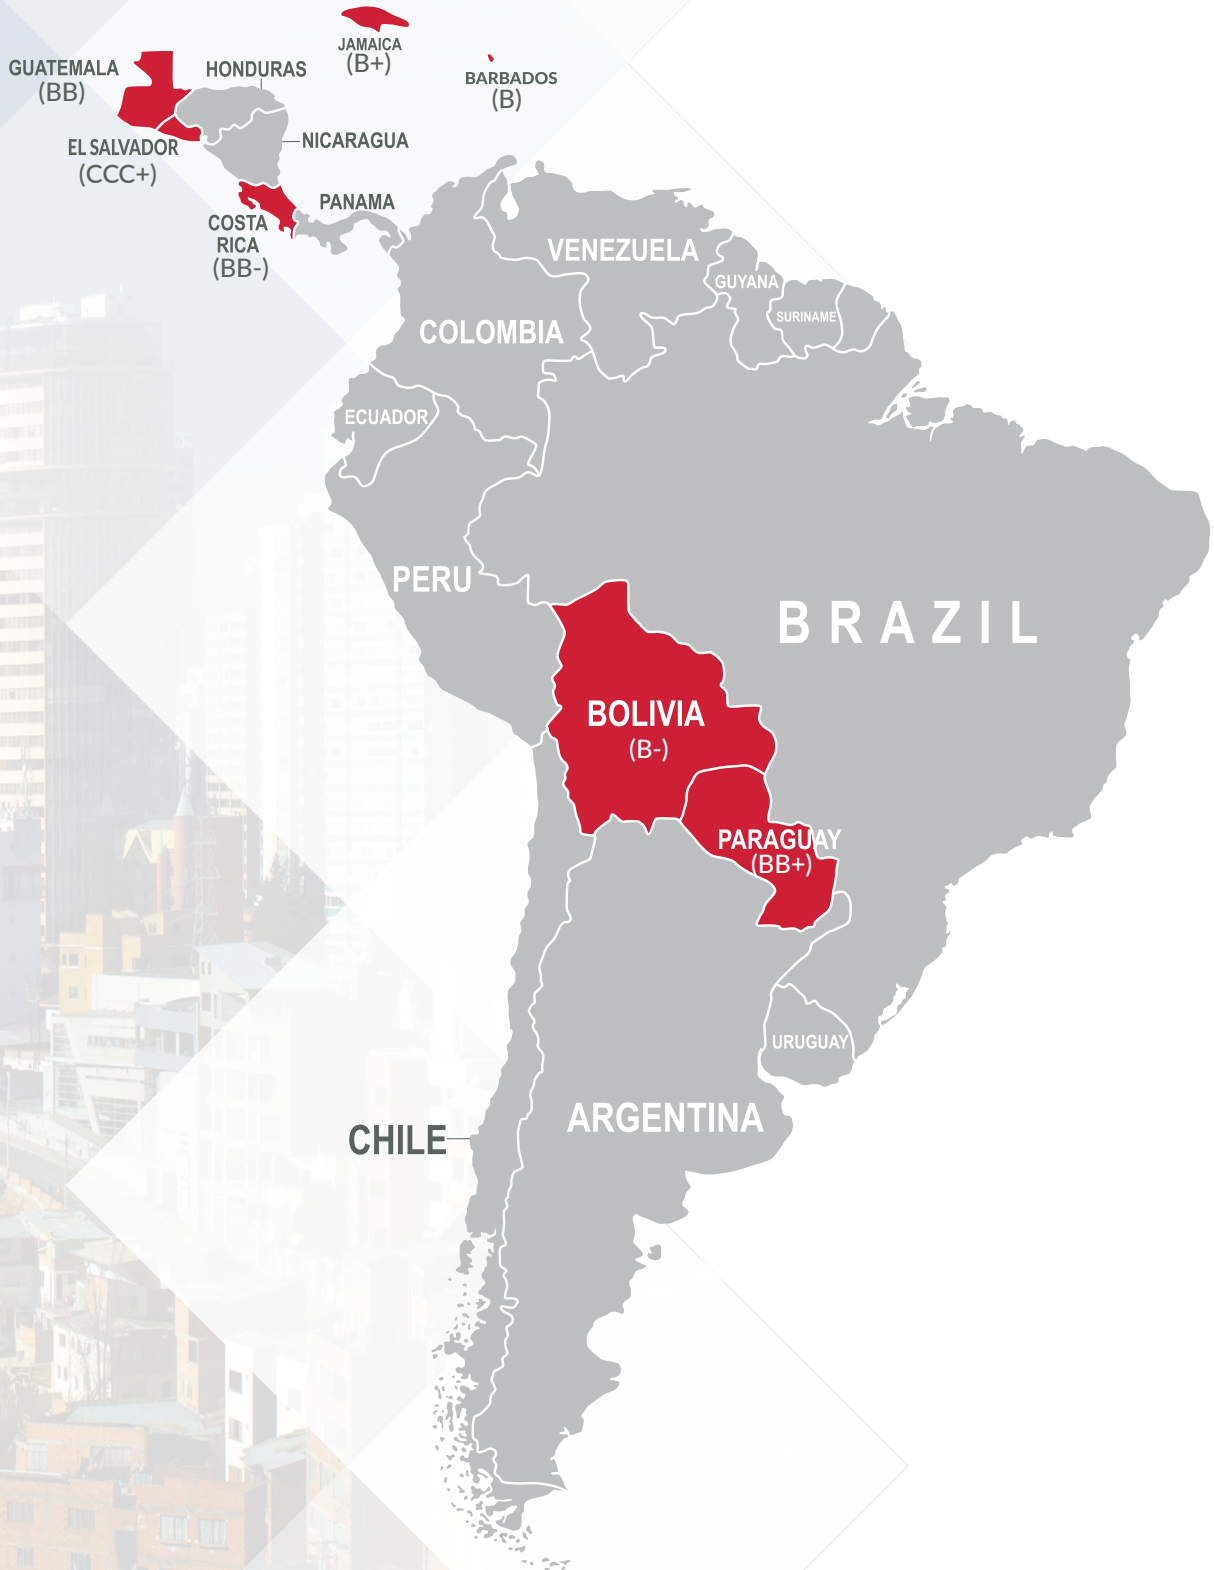 JAMAICA
(B+)
GUATEMALA
(BB)
HONDURAS
BARBADOS
(B)
EL SALVADOR
(CCC+)
NICARAGUA
PANAMA
COSTA
RICA
(BB-)
VENEZUELA
GUYANA
SURINAME
COLOMBIA
ECUADOR
PERU
BRAZIL
BOLIVIA
(B-)
PARAGUAY
(BB+)
URUGUAY
ARGENTINA
CHILE